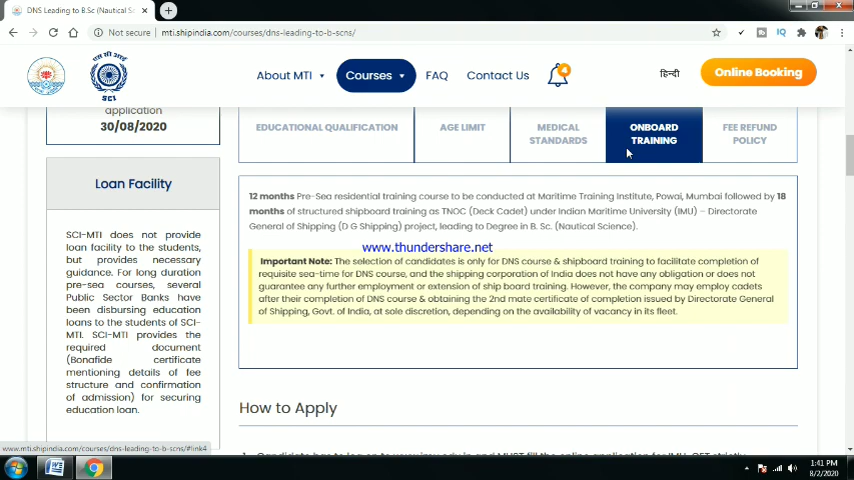 DNS Leading to B.Sc (Nautical S
Not secure | mti.shipindia.com/courses/dns-leading-to-b-scns/
IQ
About MTI
Courses
FAQ
Contact Us
4
हिन्दी
Online Booking
SCI
application
30/08/2020
EDUCATIONAL QUALIFICATION
AGE LIMIT
MEDICAL
STANDARDS
ONBOARD
TRAINING
FEE REFUND
POLICY
Loan Facility
SCI-MTI does not provide
loan facility to the students,
but provides necessary
guidance. For long duration
pre-sea courses, several
Public Sector Banks have
been disbursing education
loans to the students of SCI-
MTI. SCI-MTI provides the
required document
(Bonafide certificate
mentioning details of fee
structure and confirmation
of admission) for securing
education loan.
12 months Pre-Sea residential training course to be conducted at Maritime Training Institute, Powai, Mumbai followed by 18
months of structured shipboard training as TNOC (Deck Cadet) under Indian Maritime University (IMU) – Directorate
General of Shipping (D G Shipping) project, leading to Degree in B. Sc. (Nautical Science).
www.thundershare.net
Important Note: The selection of candidates is only for DNS course & shipboard training to facilitate completion of
requisite sea-time for DNS course, and the shipping corporation of India does not have any obligation or does not
guarantee any further employment or extension of ship board training. However, the company may employ cadets
after their completion of DNS course & obtaining the 2nd mate certificate of completion issued by Directorate General
of Shipping, Govt. of India, at sole discretion, depending on the availability of vacancy in its fleet.
How to Apply
www.mti.shipindia.com/courses/dns-leading-to-b-scns/#link4
1:41 PM
8/2/2020